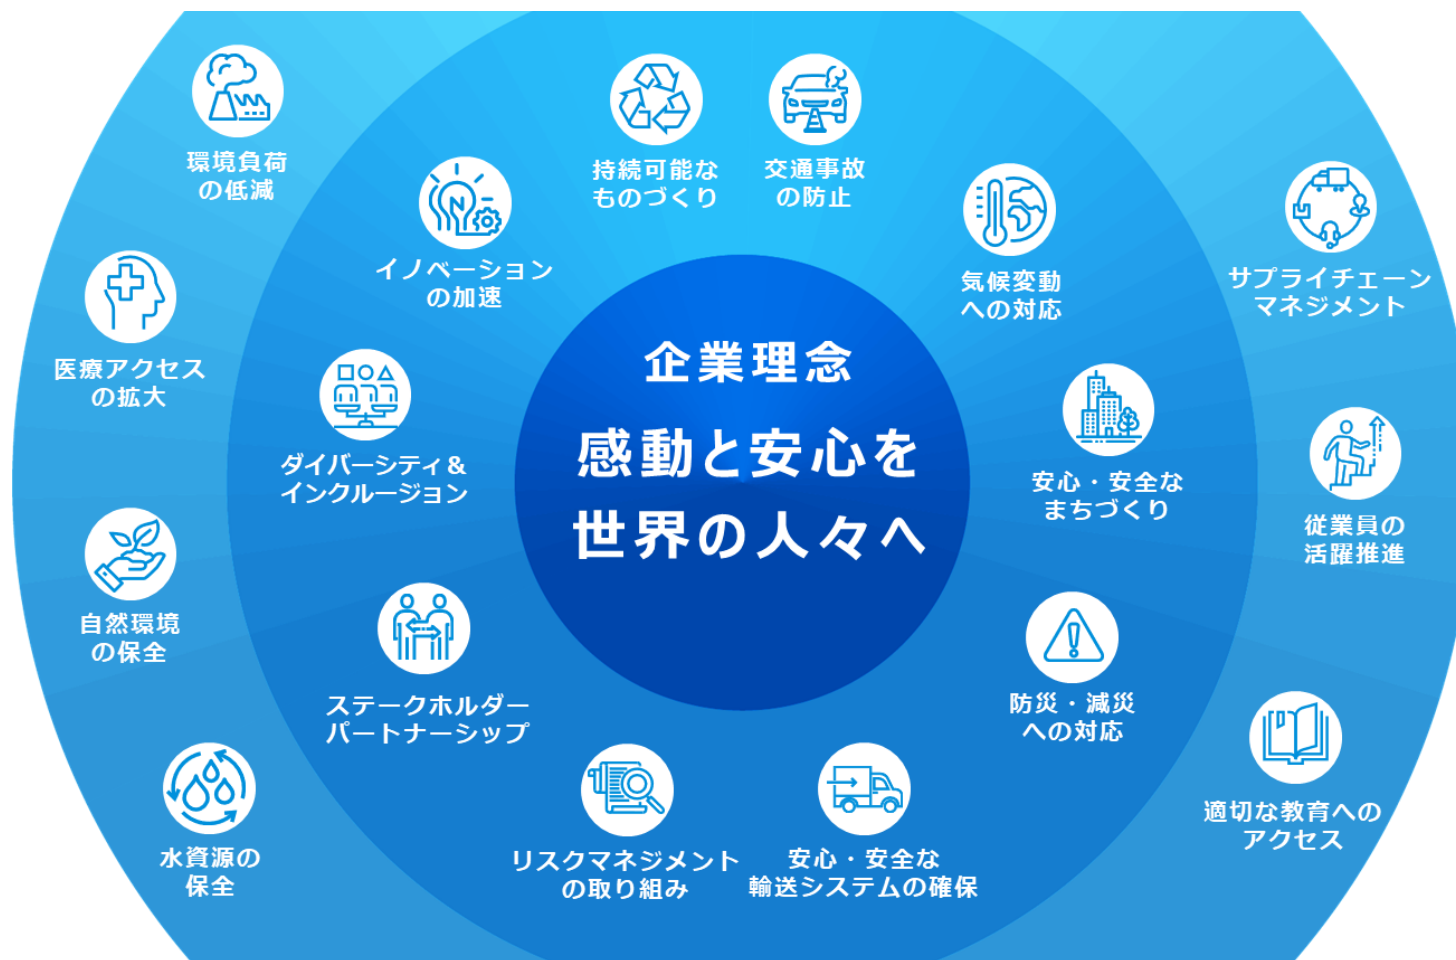 環境負荷
の低減
持続可能な
ものづくり
交通事故
の防止
イノベーション
の加速
気候変動
への対応
サプライチェーン
マネジメント
医療アクセス
の拡大
企業理念
感動と安心を
世界の人々へ
ダイバーシティ&
インクルージョン
安心・安全な
まちづくり
従業員の
活躍推進
自然環境
の保全
ステークホルダー
パートナーシップ
防災・減災
への対応
適切な教育への
アクセス
水資源の
保全
リスクマネジメント
の取り組み
安心・安全な
輸送システムの確保